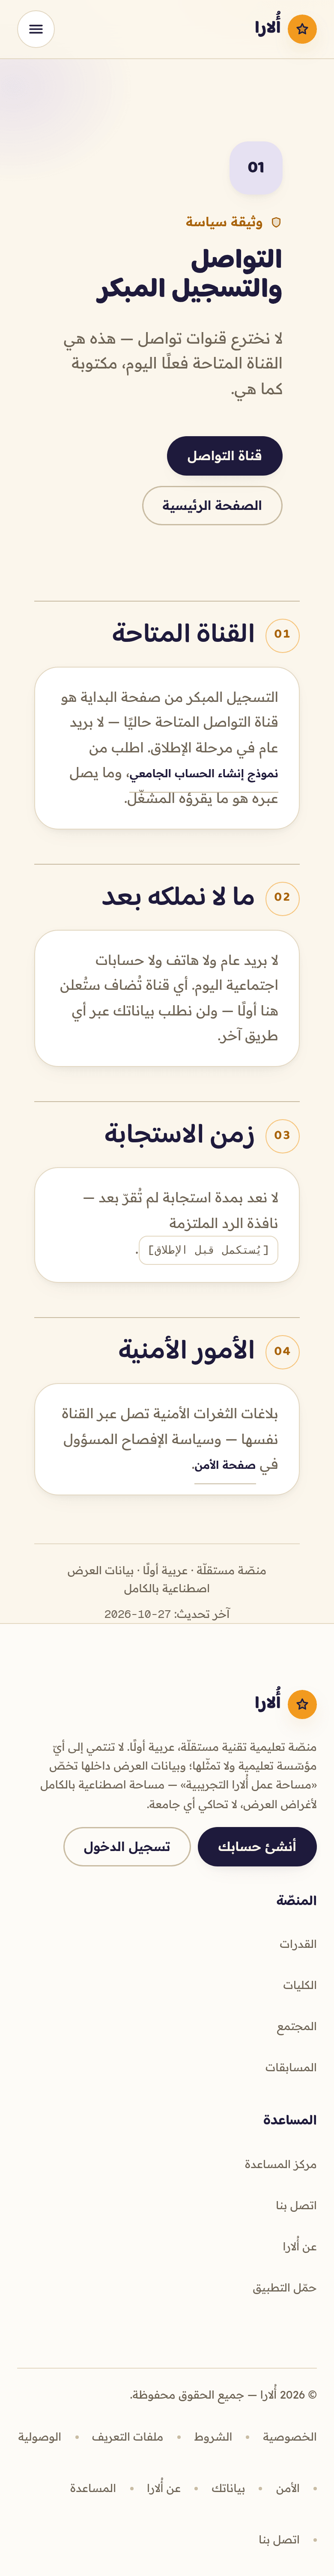 أُلارا
01
وثيقة سياسة
التواصل
والتسجيل المبكر
لا نخترع قنوات تواصل — هذه هي
القناة المتاحة فعلًا اليوم، مكتوبة
كما هي.
قناة التواصل
الصفحة الرئيسية
01 القناة المتاحة
التسجيل المبكر من صفحة البداية هو
قناة التواصل المتاحة حاليًا — لا بريد
عام في مرحلة الإطلاق. اطلب من
نموذج إنشاء الحساب الجامعي، وما يصل
عبره هو ما يقرؤه المشغّل.
02 ما لا نملكه بعد
لا بريد عام ولا هاتف ولا حسابات
اجتماعية اليوم. أي قناة تُضاف ستُعلن
هنا أولًا — ولن نطلب بياناتك عبر أي
طريق آخر.
03 زمن الاستجابة
لا نعد بمدة استجابة لم تُقرّ بعد —
نافذة الرد الملتزمة
[يُستكمل قبل الإطلاق].
04 الأمور الأمنية
بلاغات الثغرات الأمنية تصل عبر القناة
نفسها — وسياسة الإفصاح المسؤول
في صفحة الأمن.
منصّة مستقلّة · عربية أولًا · بيانات العرض
اصطناعية بالكامل
آخر تحديث: 27-10-2026
أُلارا
منصّة تعليمية تقنية مستقلّة، عربية أولًا. لا تنتمي إلى أيّ
مؤسّسة تعليمية ولا تمثّلها؛ وبيانات العرض داخلها تخصّ
«مساحة عمل أُلارا التجريبية» — مساحة اصطناعية بالكامل
لأغراض العرض، لا تحاكي أي جامعة.
أنشئ حسابك
تسجيل الدخول
المنصّة
القدرات
الكليات
المجتمع
المسابقات
المساعدة
مركز المساعدة
اتصل بنا
عن أُلارا
حمّل التطبيق
© 2026 أُلارا — جميع الحقوق محفوظة.
الخصوصية • الشروط • ملفات التعريف • الوصولية
• الأمن • بياناتك • عن أُلارا • المساعدة
• اتصل بنا